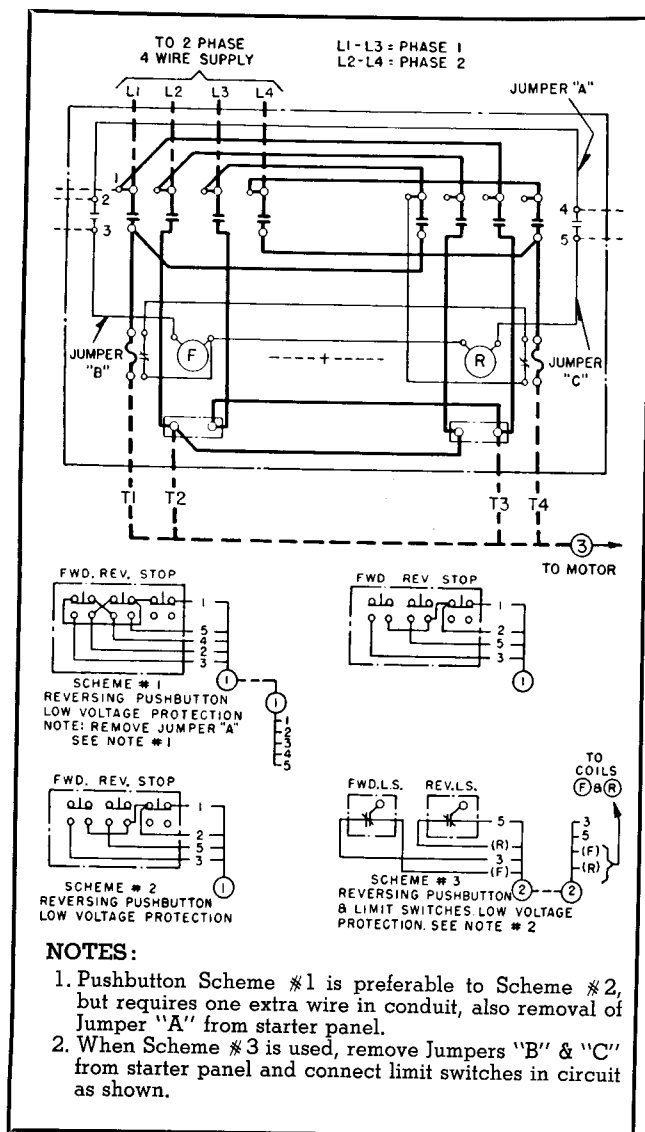 TO 2 PHASE
4 WIRE SUPPLY
L1-L3 = PHASE 1
L2-L4 = PHASE 2
L1 L2 L3 L4
JUMPER "A"
1
2
3
4
5
JUMPER "B"
F
+
R
JUMPER "C"
T1 T2 T3 T4
3
TO MOTOR
FWD. REV. STOP
1
5
4
2
3
1
SCHEME # 1
REVERSING PUSHBUTTON
LOW VOLTAGE PROTECTION
NOTE: REMOVE JUMPER "A"
SEE NOTE # 1
1
1
2
3
4
5
FWD REV STOP
1
2
5
3
1
FWD. REV. STOP
1
2
5
3
1
SCHEME # 2
REVERSING PUSHBUTTON
LOW VOLTAGE PROTECTION
FWD.L.S. REV.L.S.
5
(R)
3
(F)
2
2
3
5
(F)
(R)
TO
COILS
F & R
SCHEME # 3
REVERSING PUSHBUTTON
& LIMIT SWITCHES. LOW VOLTAGE
PROTECTION. SEE NOTE # 2
NOTES:
1. Pushbutton Scheme #1 is preferable to Scheme #2,
but requires one extra wire in conduit, also removal of
Jumper "A" from starter panel.
2. When Scheme #3 is used, remove Jumpers "B" & "C"
from starter panel and connect limit switches in circuit
as shown.